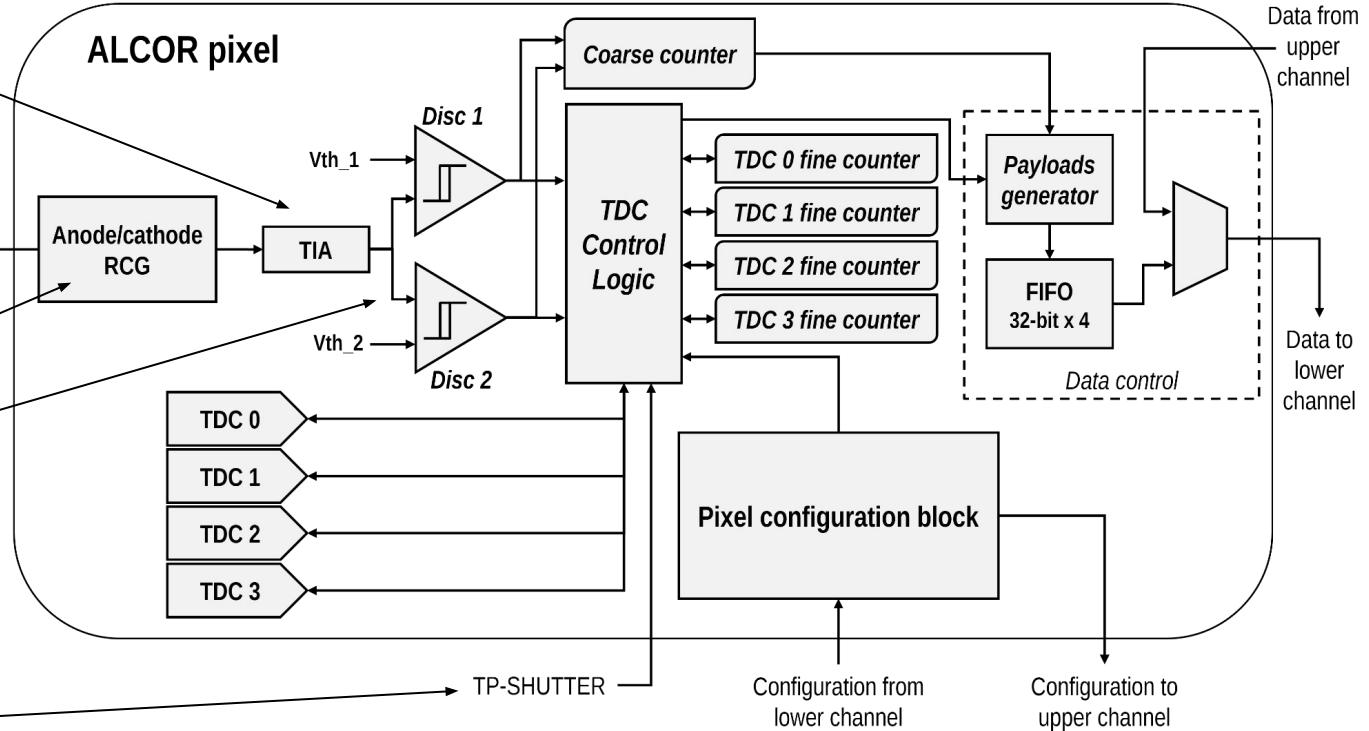 Data from
upper
channel
ALCOR pixel
Coarse counter
Disc 1
Vth_1
TDC 0 fine counter
Payloads
generator
TDC 1 fine counter
TDC
Control
Logic
Anode/cathode
RCG
TIA
TDC 2 fine counter
FIFO
32-bit x 4
TDC 3 fine counter
Vth_2
Disc 2
Data control
Data to
lower
channel
TDC 0
TDC 1
TDC 2
TDC 3
Pixel configuration block
TP-SHUTTER
Configuration from
lower channel
Configuration to
upper channel